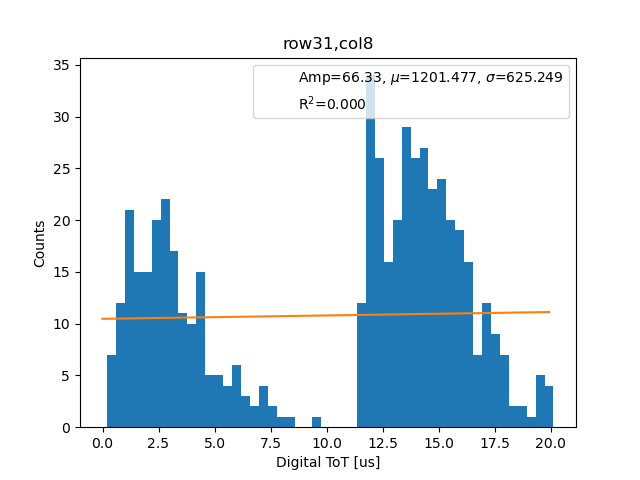 row31,col8
Amp=66.33, μ=1201.477, σ=625.249
R²=0.000
Counts
35
30
25
20
15
10
5
0
0.0 2.5 5.0 7.5 10.0 12.5 15.0 17.5 20.0
Digital ToT [us]